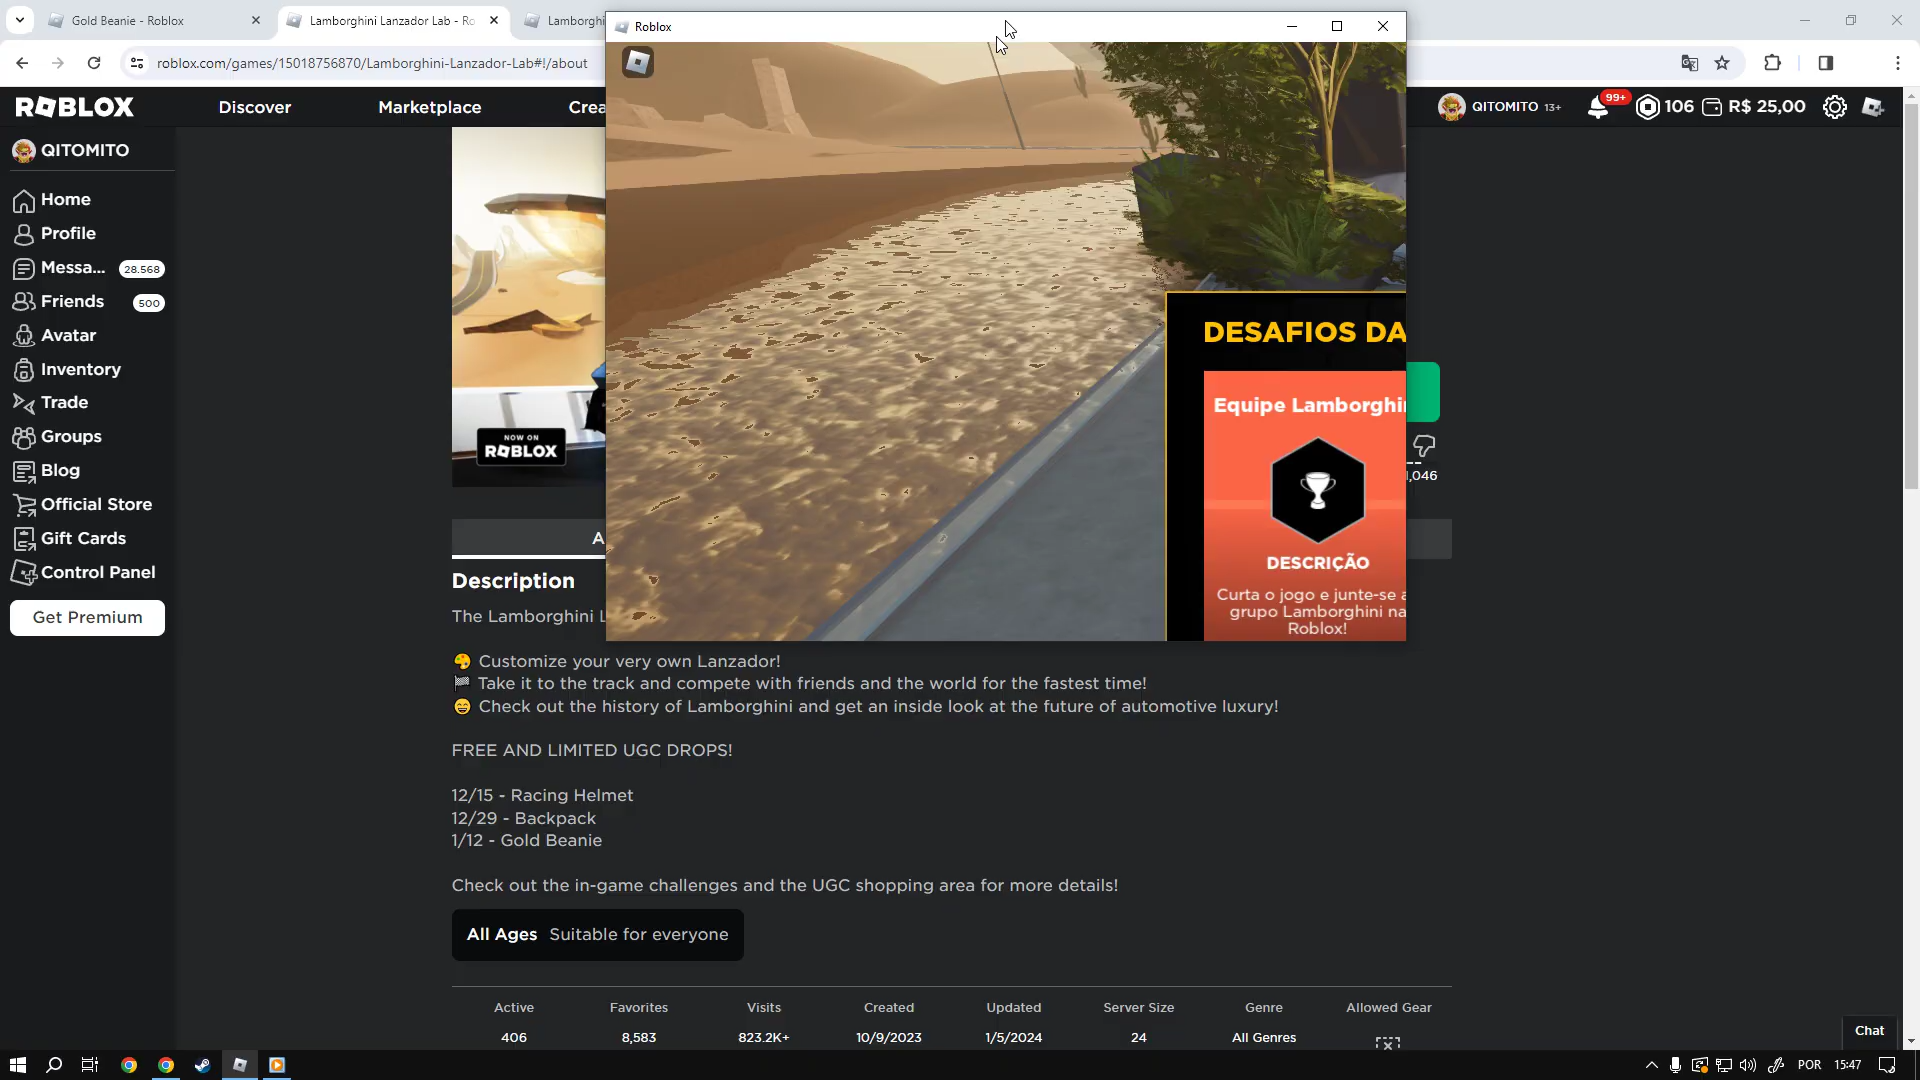 Gold Beanie - Roblox
Lamborghini Lanzador Lab - Ro
Lamborghi
Roblox
roblox.com/games/15018756870/Lamborghini-Lanzador-Lab#!/about
ROBLOX
Discover
Marketplace
Crea
QITOMITO 13+
99+
106
R$ 25,00
QITOMITO
Home
Profile
Messa... 28.568
Friends 500
Avatar
Inventory
Trade
Groups
Blog
Official Store
Gift Cards
Control Panel
Get Premium
NOW ON
ROBLOX
DESAFIOS DA
Equipe Lamborghi
DESCRIÇÃO
Curta o jogo e junte-se a
grupo Lamborghini na
Roblox!
,046
A
Description
The Lamborghini L
Customize your very own Lanzador!
Take it to the track and compete with friends and the world for the fastest time!
Check out the history of Lamborghini and get an inside look at the future of automotive luxury!
FREE AND LIMITED UGC DROPS!
12/15 - Racing Helmet
12/29 - Backpack
1/12 - Gold Beanie
Check out the in-game challenges and the UGC shopping area for more details!
All Ages Suitable for everyone
Active Favorites Visits Created Updated Server Size Genre Allowed Gear
406 8,583 823.2K+ 10/9/2023 1/5/2024 24 All Genres
Chat
POR 15:47